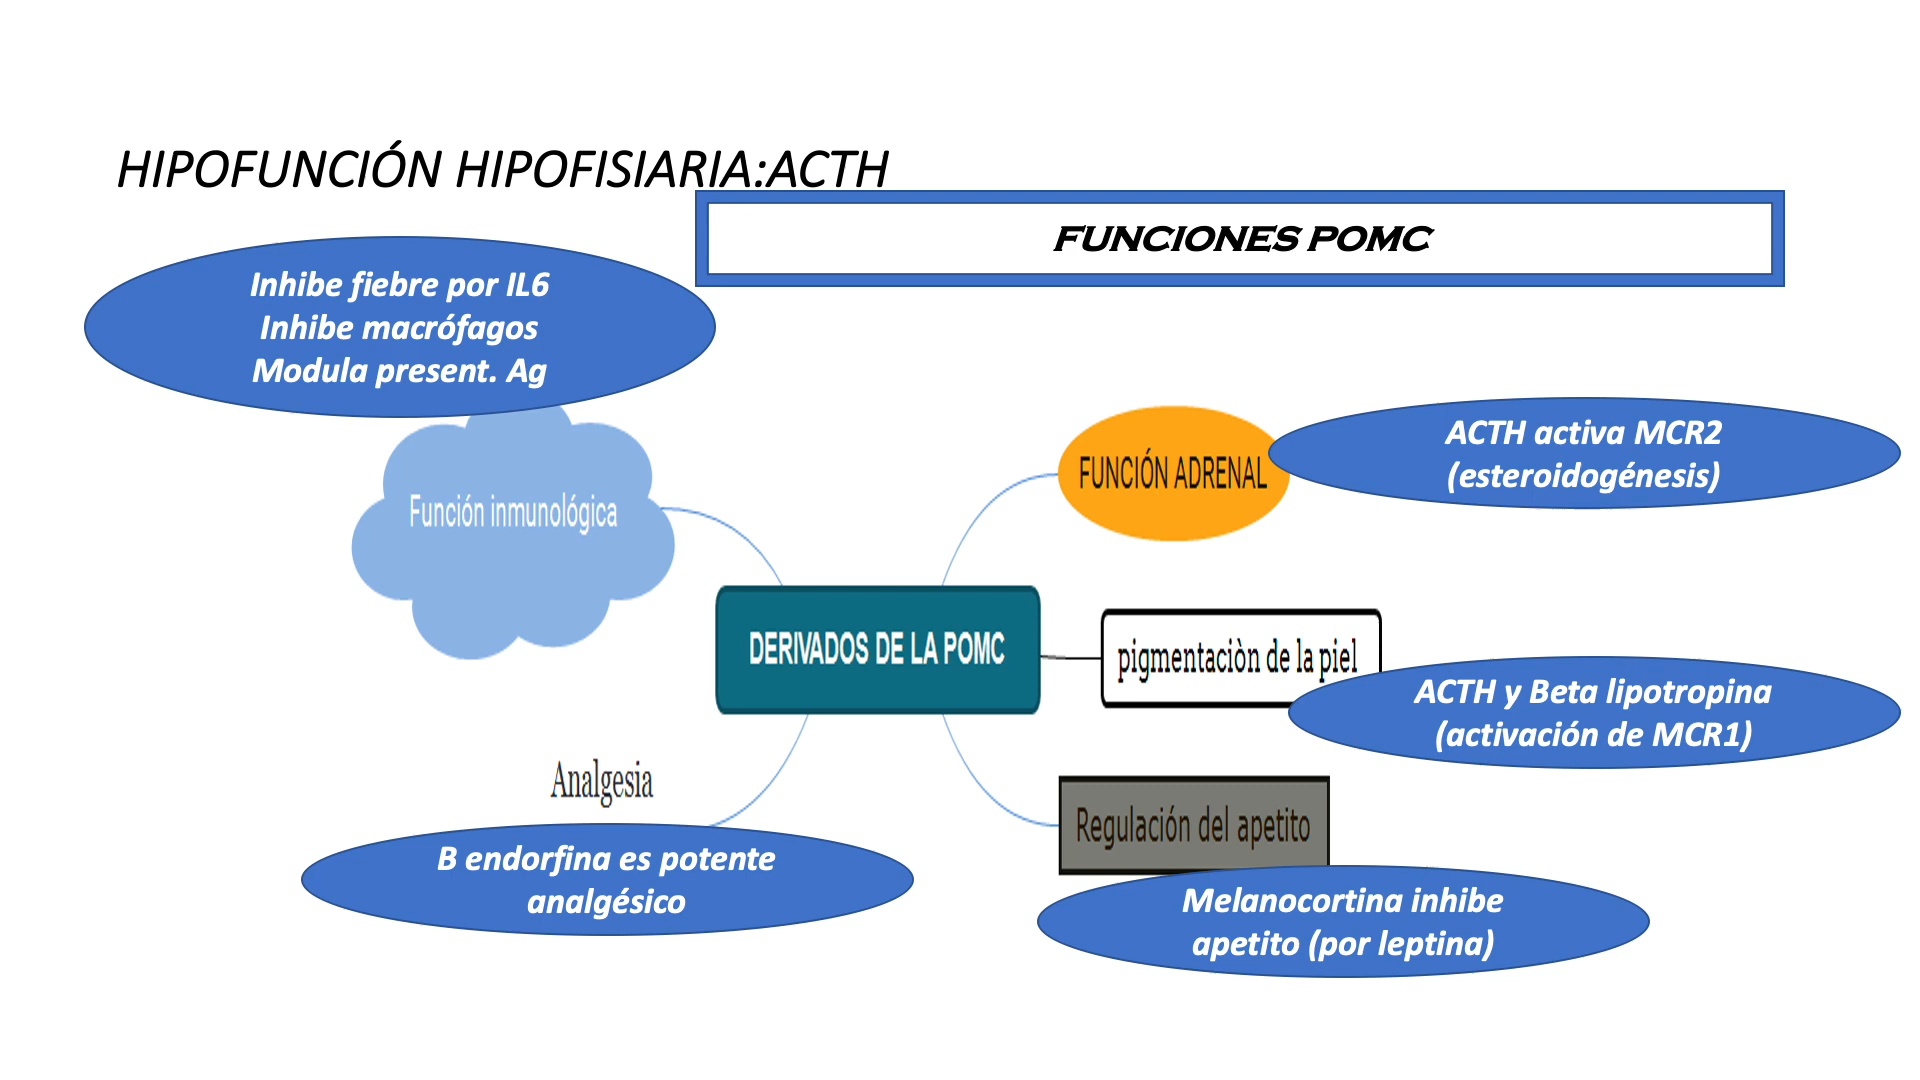 HIPOFUNCIÓN HIPOFISIARIA:ACTH
FUNCIONES POMC
Inhibe fiebre por IL6
Inhibe macrófagos
Modula present. Ag
Función inmunológica
FUNCIÓN ADRENAL
ACTH activa MCR2
(esteroidogénesis)
DERIVADOS DE LA POMC
pigmentaciòn de la piel
ACTH y Beta lipotropina
(activación de MCR1)
Analgesia
B endorfina es potente
analgésico
Regulación del apetito
Melanocortina inhibe
apetito (por leptina)